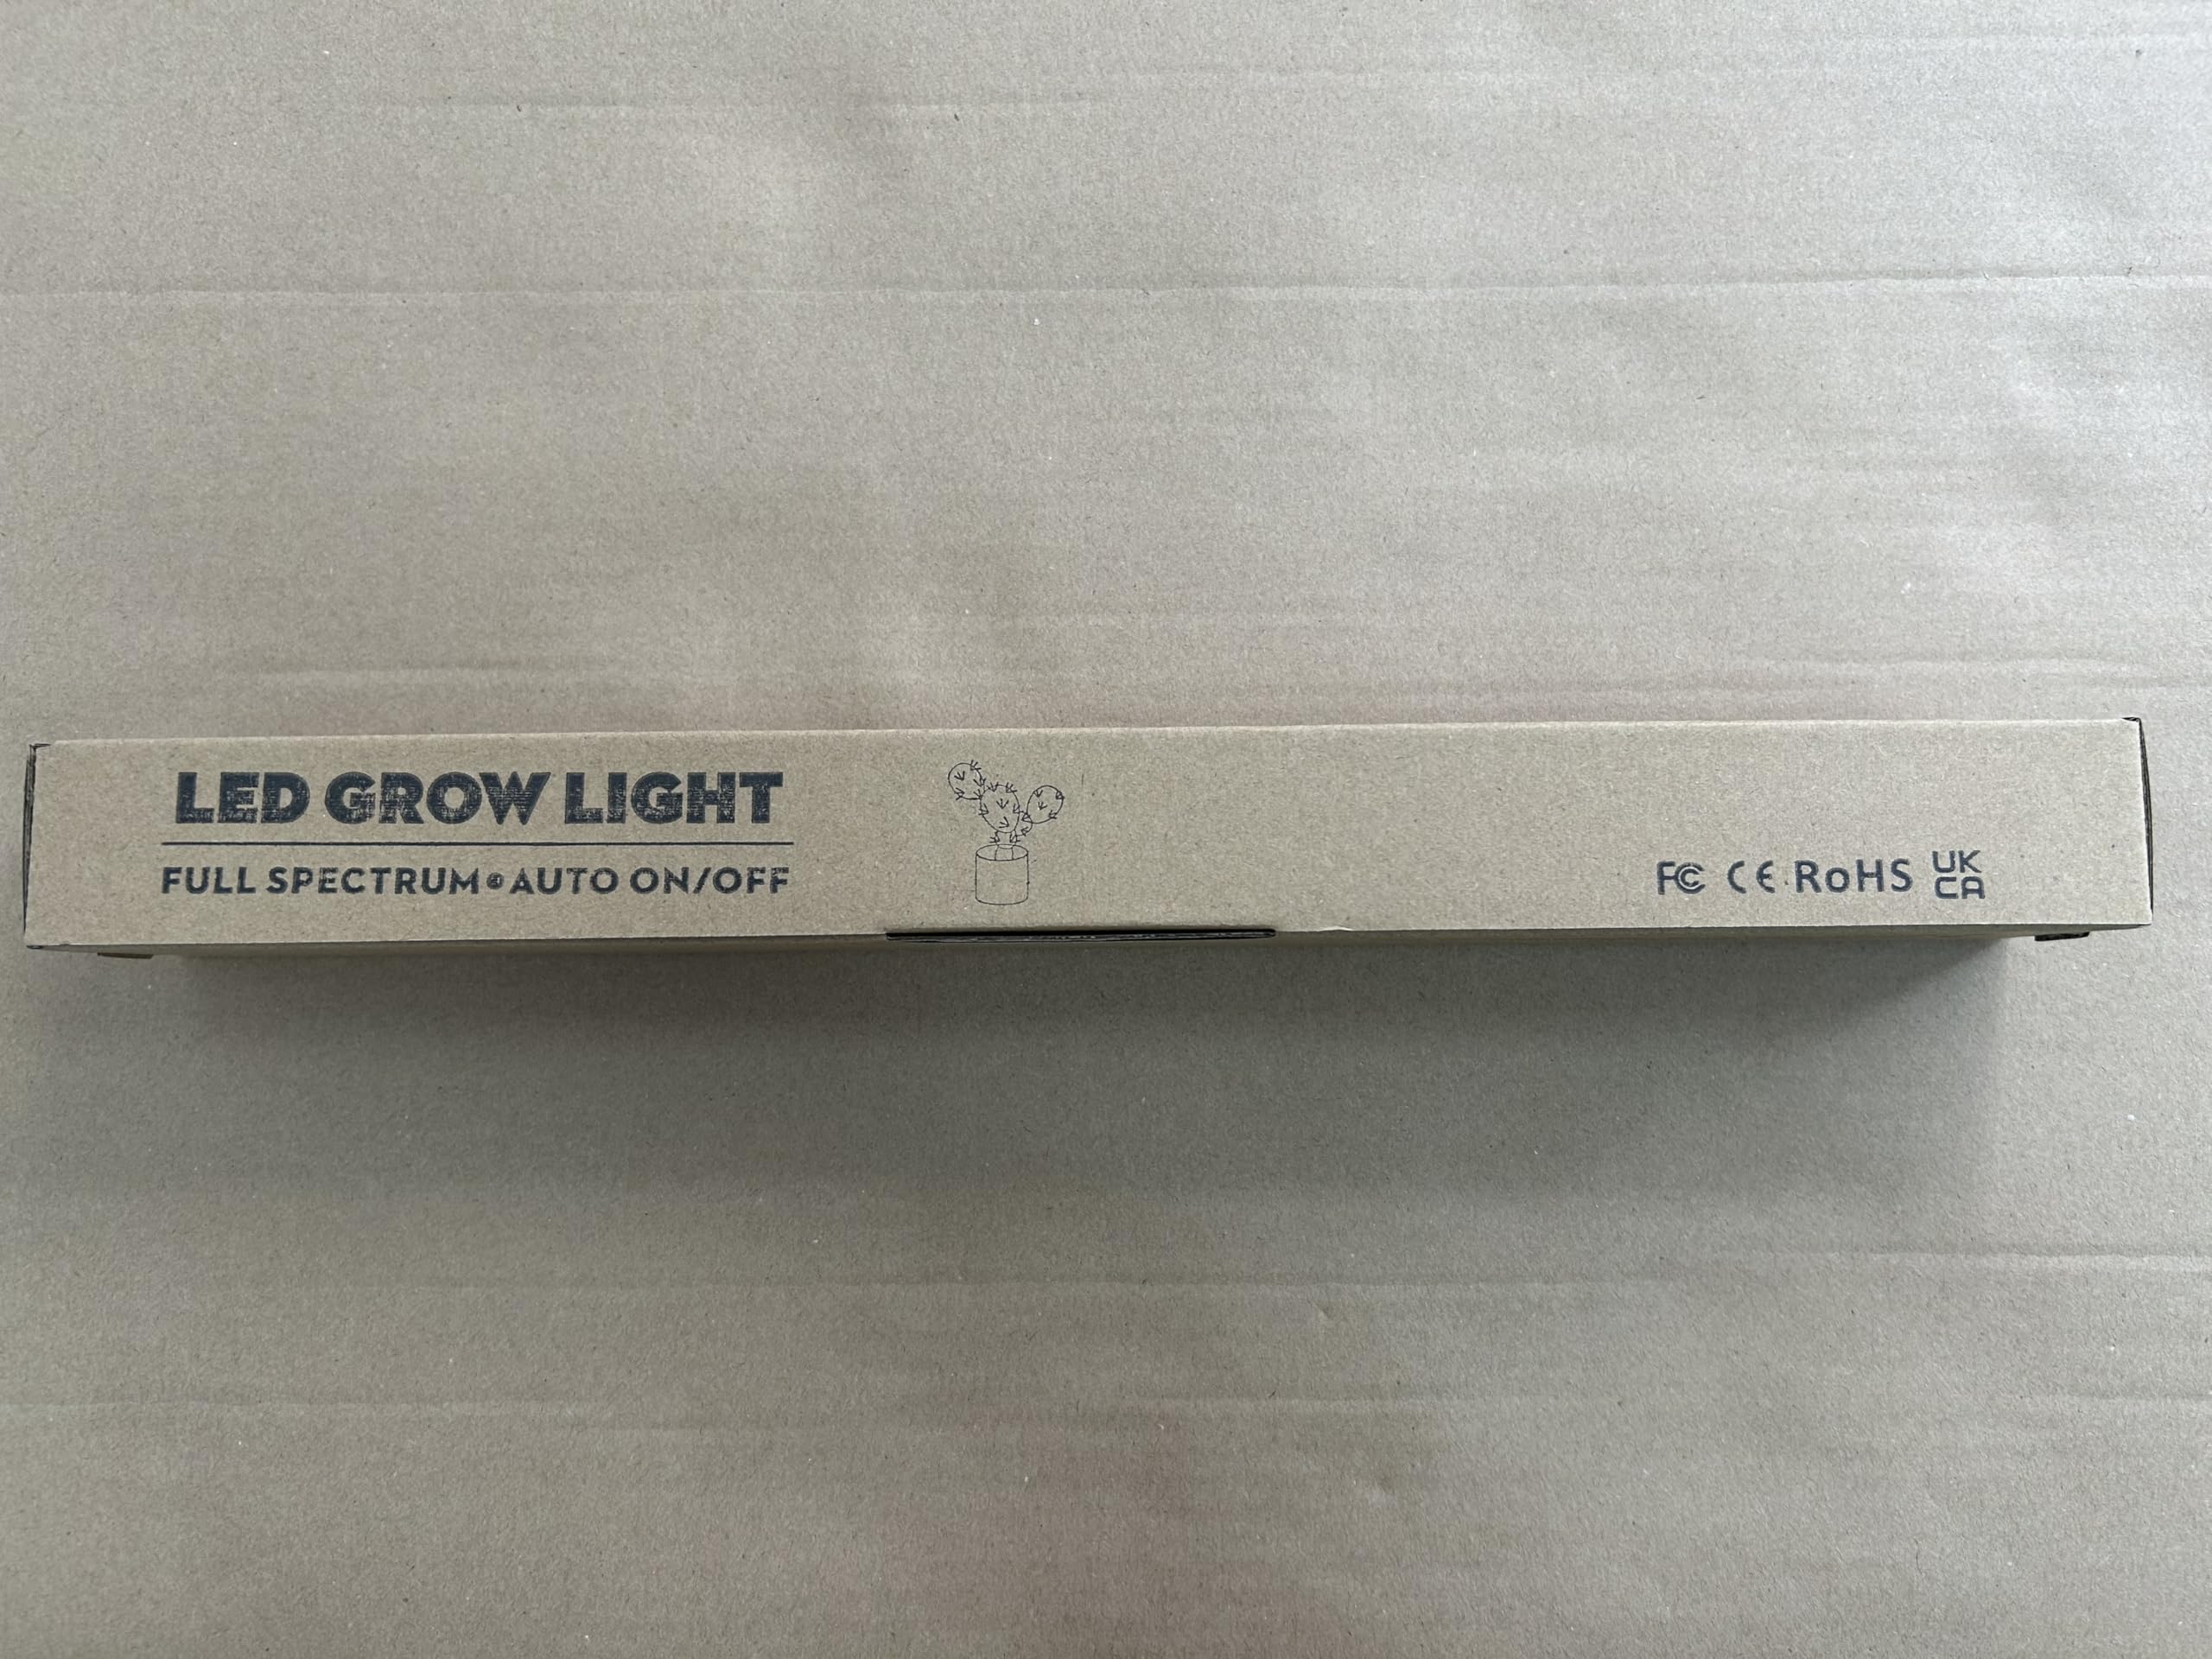 LED GROW LIGHT
FULL SPECTRUM•AUTO ON/OFF
FC CE RoHS UK
CA